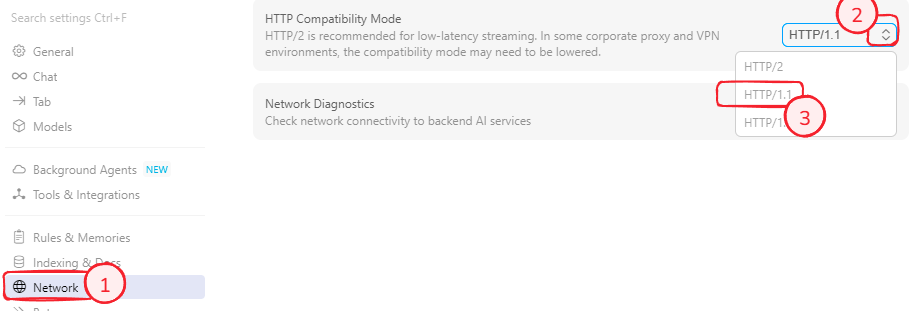 Search settings Ctrl+F
General
Chat
Tab
Models
Background Agents NEW
Tools & Integrations
Rules & Memories
Indexing & Docs
Network
1
HTTP Compatibility Mode
HTTP/2 is recommended for low-latency streaming. In some corporate proxy and VPN
environments, the compatibility mode may need to be lowered.
HTTP/1.1
2
HTTP/2
HTTP/1.1
3
HTTP/1.
Network Diagnostics
Check network connectivity to backend AI services